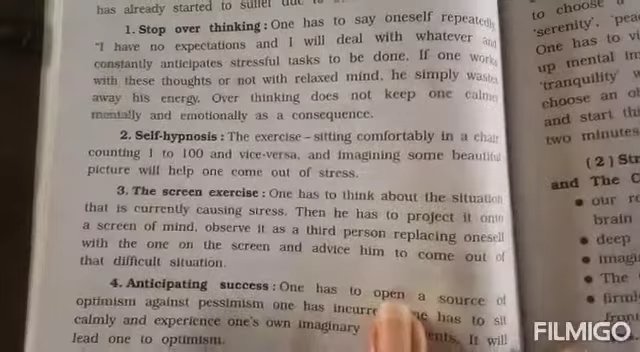 has already started to suffer due to
1. Stop over thinking : One has to say oneself repeatedly
"I have no expectations and I will deal with whatever and
constantly anticipates stressful tasks to be done. If one works
with these thoughts or not with relaxed mind, he simply wastes
away his energy. Over thinking does not keep one calm
mentally and emotionally as a consequence.
2. Self-hypnosis : The exercise – sitting comfortably in a chair
counting 1 to 100 and vice-versa, and imagining some beautiful
picture will help one come out of stress.
3. The screen exercise : One has to think about the situation
that is currently causing stress. Then he has to project it onto
a screen of mind, observe it as a third person replacing oneself
with the one on the screen and advice him to come out of
that difficult situation.
4. Anticipating success : One has to open a source of
optimism against pessimism one has has to sit
calmly and experience one's own imaginary It will
lead one to optimism.
to choose a
'serenity',
One has to
up mental
'tranquility'
choose an
and start
two minutes
(2)
and The
• our
brain
• deep
•
• The
•
FILMIGO